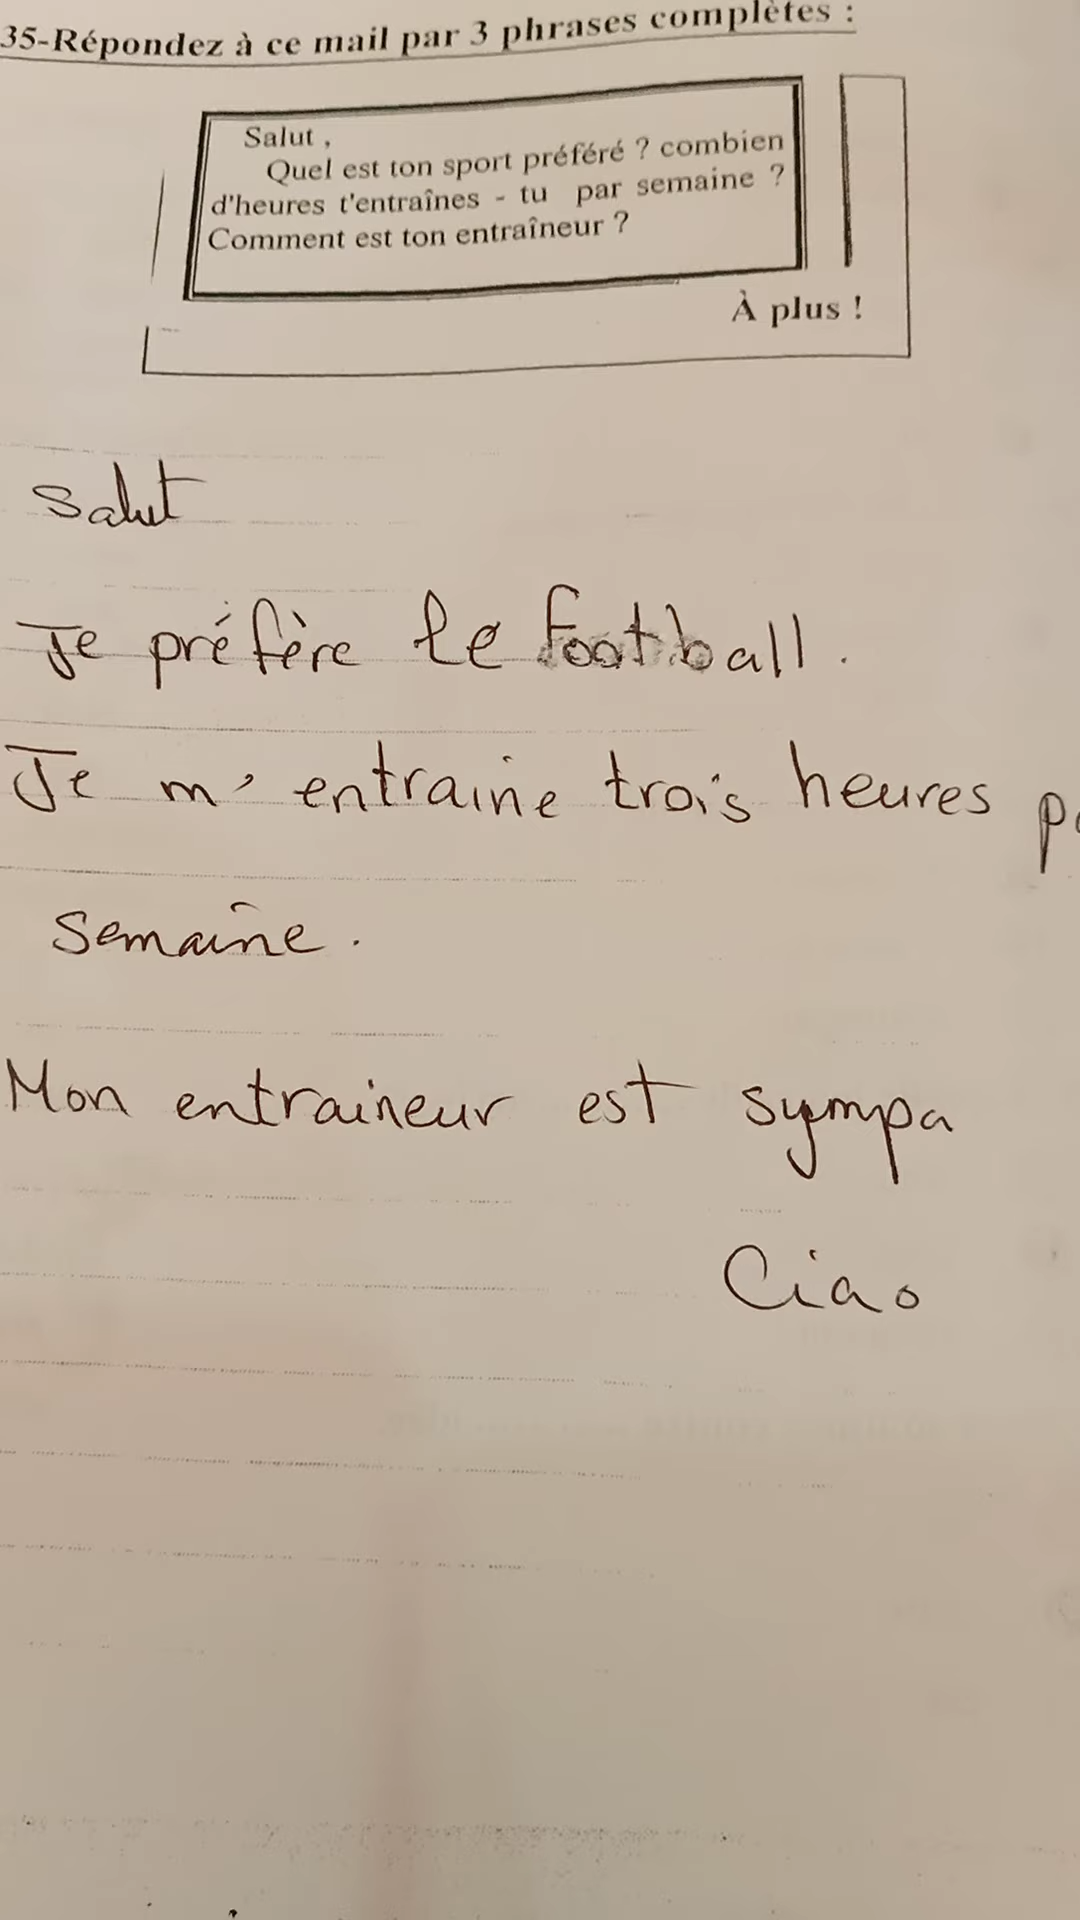 35-Répondez à ce mail par 3 phrases complètes :
Salut ,
Quel est ton sport préféré ? combien
d'heures t'entraînes - tu par semaine ?
Comment est ton entraîneur ?
À plus !
Salut
Je préfère le football.
Je m'entraine trois heures
semaine.
Mon entraineur est sympa
Ciao